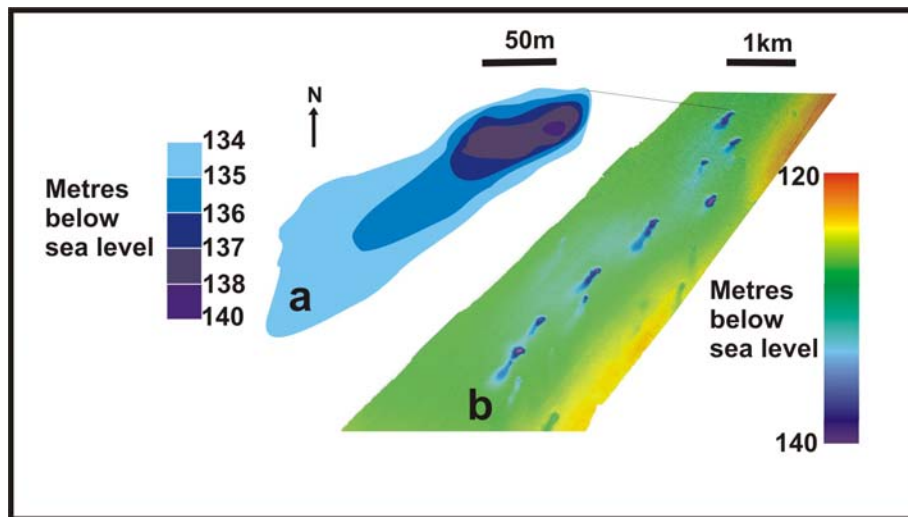 50m
1km
N
134
135
136
137
138
140
Metres
below
sea level
a
b
120
Metres
below
sea level
140